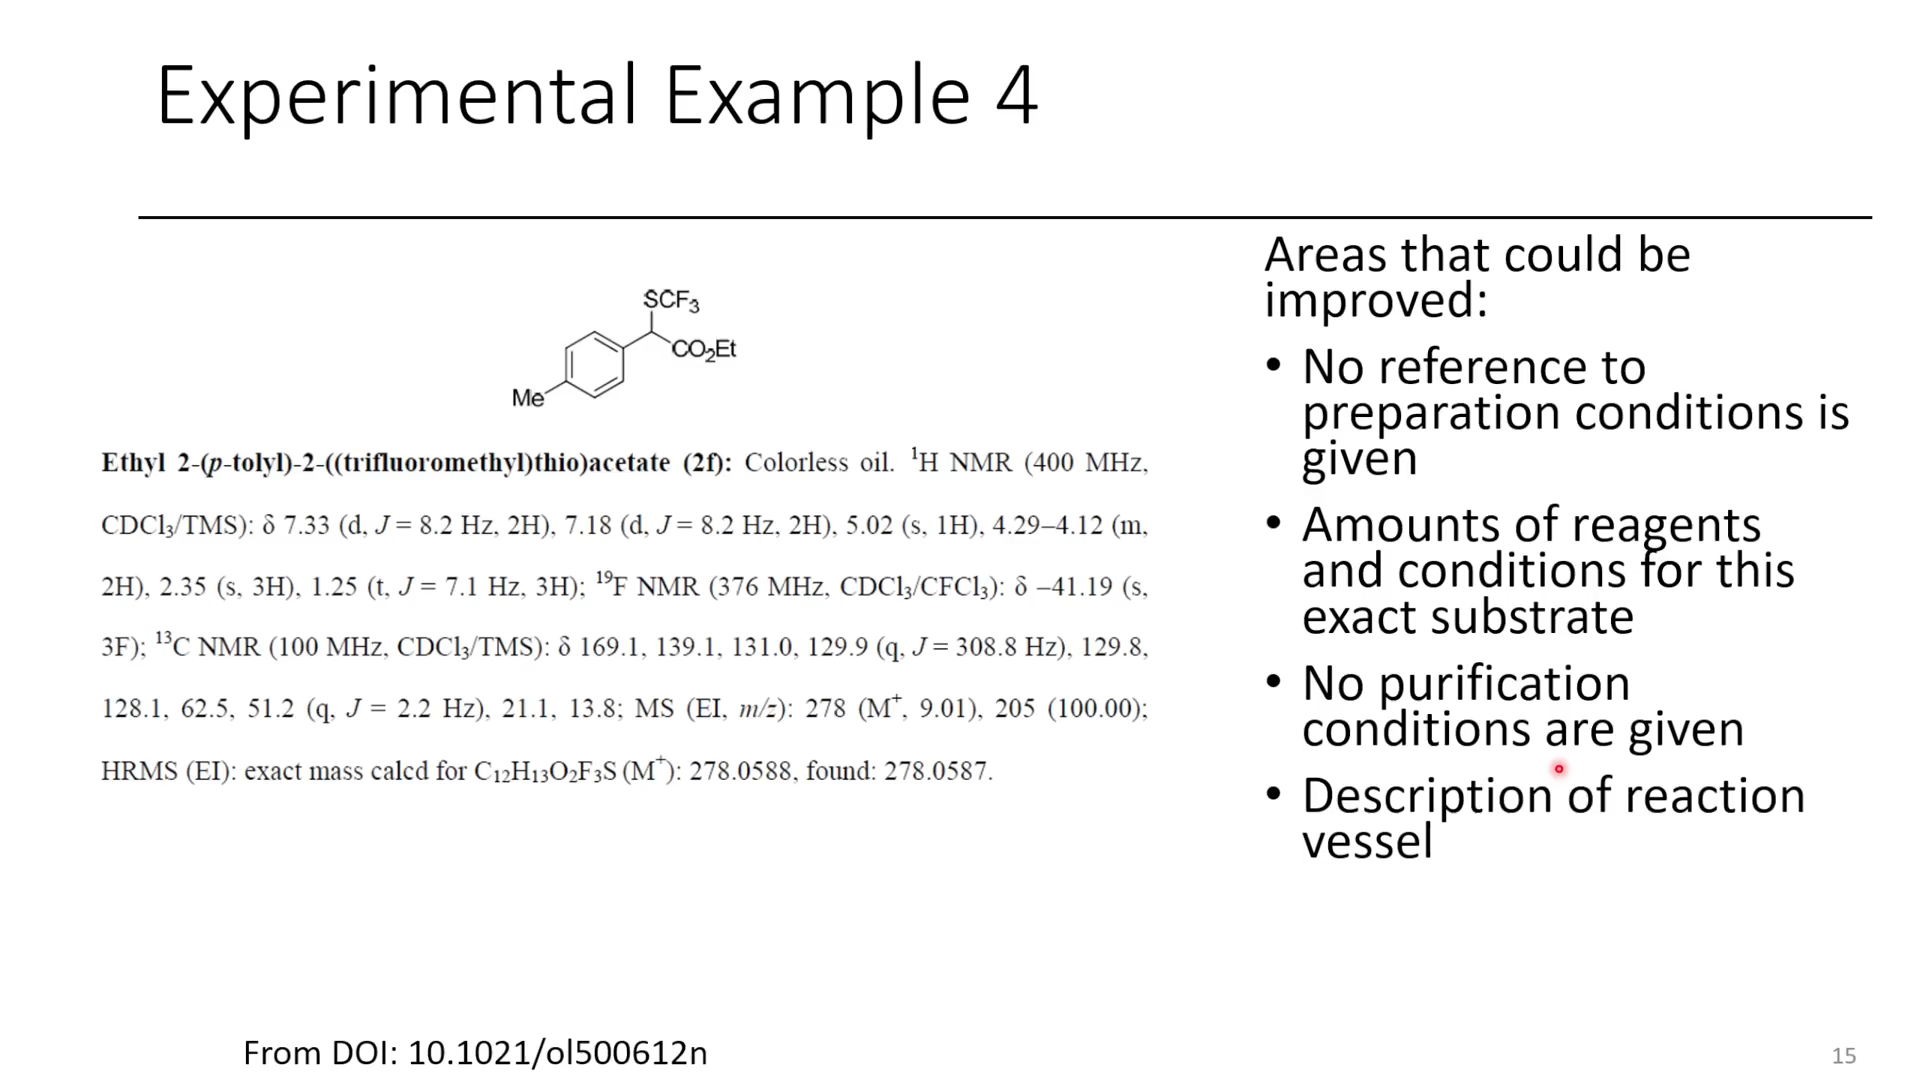 Experimental Example 4
SCF₃
CO₂Et
Me
Ethyl 2-(p-tolyl)-2-((trifluoromethyl)thio)acetate (2f): Colorless oil. ¹H NMR (400 MHz,
CDCl₃/TMS): δ 7.33 (d, J = 8.2 Hz, 2H), 7.18 (d, J = 8.2 Hz, 2H), 5.02 (s, 1H), 4.29–4.12 (m,
2H), 2.35 (s, 3H), 1.25 (t, J = 7.1 Hz, 3H); ¹⁹F NMR (376 MHz, CDCl₃/CFCl₃): δ –41.19 (s,
3F); ¹³C NMR (100 MHz, CDCl₃/TMS): δ 169.1, 139.1, 131.0, 129.9 (q, J = 308.8 Hz), 129.8,
128.1, 62.5, 51.2 (q, J = 2.2 Hz), 21.1, 13.8; MS (EI, m/z): 278 (M⁺, 9.01), 205 (100.00);
HRMS (EI): exact mass calcd for C₁₂H₁₃O₂F₃S (M⁺): 278.0588, found: 278.0587.
Areas that could be
improved:
• No reference to
preparation conditions is
given
• Amounts of reagents
and conditions for this
exact substrate
• No purification
conditions are given
• Description of reaction
vessel
From DOI: 10.1021/ol500612n
15